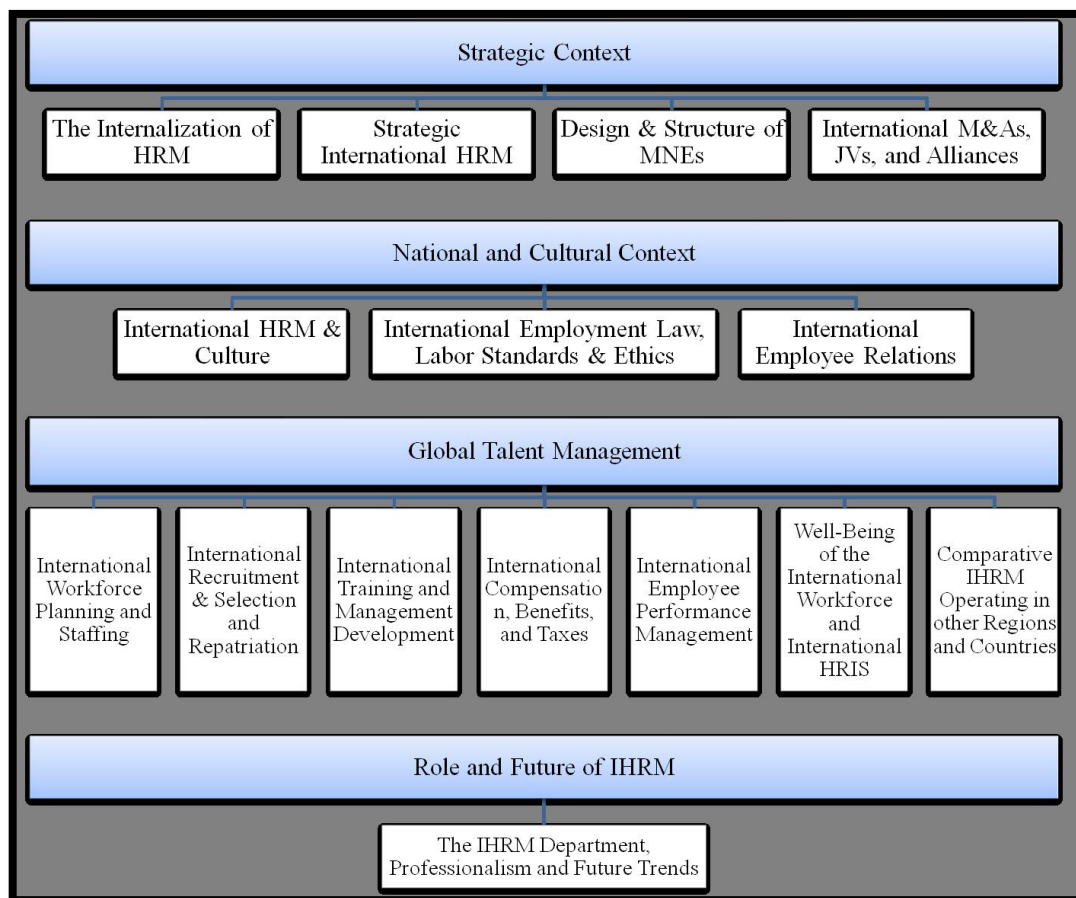 Strategic Context
The Internalization of
HRM
Strategic
International HRM
Design & Structure of
MNEs
International M&As,
JVs, and Alliances
National and Cultural Context
International HRM &
Culture
International Employment Law,
Labor Standards & Ethics
International
Employee Relations
Global Talent Management
International
Workforce
Planning and
Staffing
International
Recruitment
& Selection
and
Repatriation
International
Training and
Management
Development
International
Compensatio
n, Benefits,
and Taxes
International
Employee
Performance
Management
Well-Being
of the
International
Workforce
and
International
HRIS
Comparative
IHRM
Operating in
other Regions
and Countries
Role and Future of IHRM
The IHRM Department,
Professionalism and Future Trends